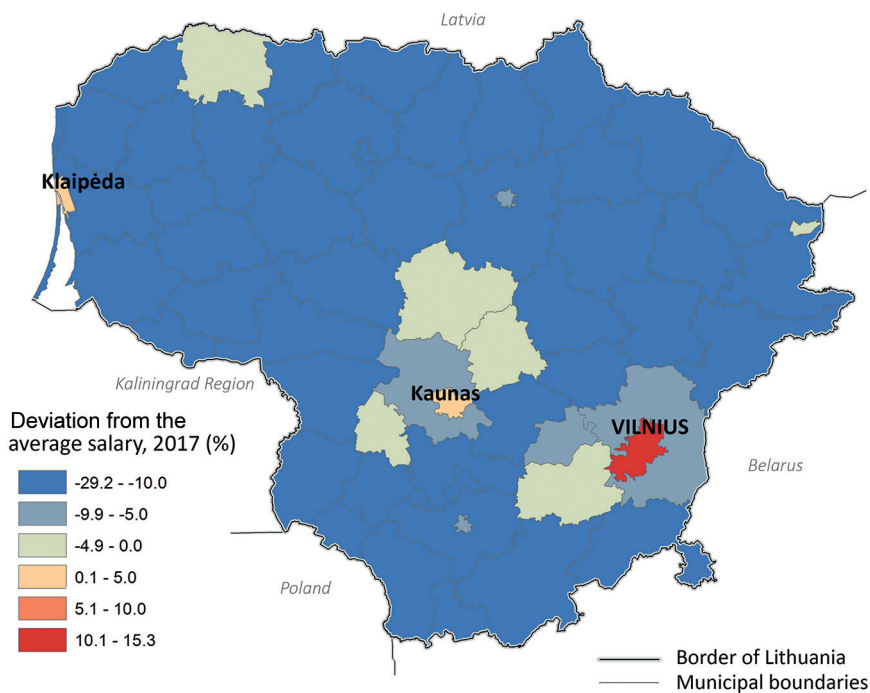 Latvia
Klaipėda
Kaliningrad Region
Kaunas
VILNIUS
Belarus
Poland
Deviation from the
average salary, 2017 (%)
-29.2 - -10.0
-9.9 - -5.0
-4.9 - 0.0
0.1 - 5.0
5.1 - 10.0
10.1 - 15.3
Border of Lithuania
Municipal boundaries